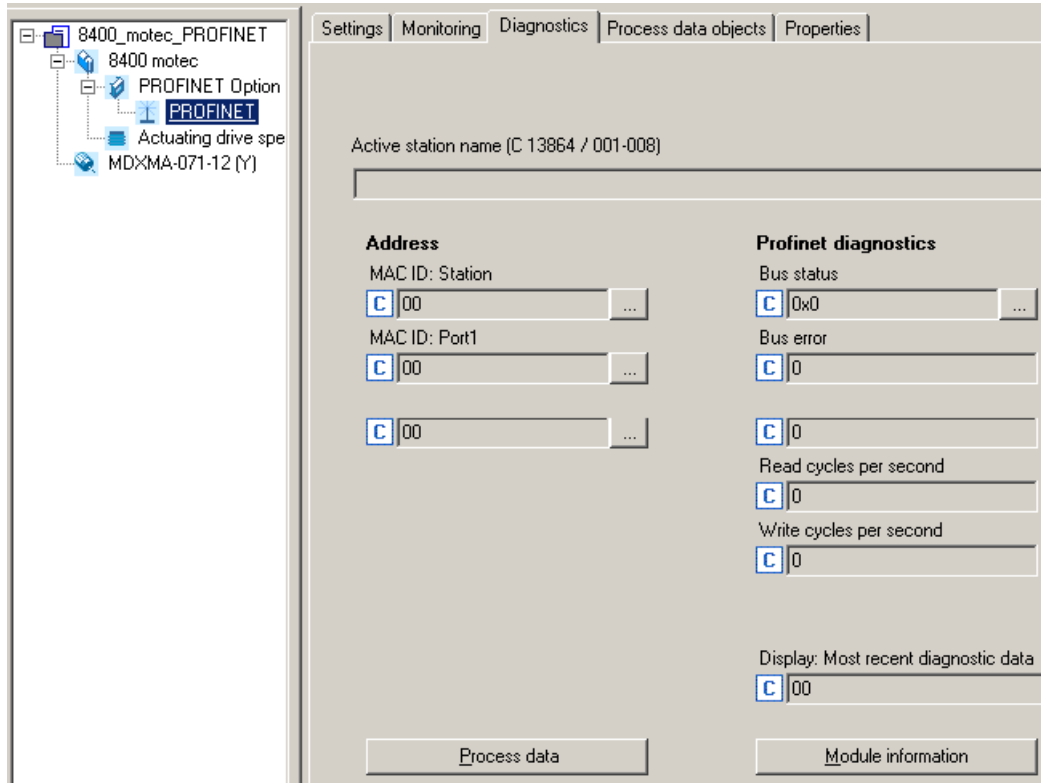 8400_motec_PROFINET
8400 motec
PROFINET Option
PROFINET
Actuating drive spe
MDXMA-071-12 (Y)
Settings Monitoring Diagnostics Process data objects Properties
Active station name (C 13864 / 001-008)
Address
MAC ID: Station
C 00 ...
MAC ID: Port1
C 00 ...
C 00 ...
Profinet diagnostics
Bus status
C 0x0 ...
Bus error
C 0
C 0
Read cycles per second
C 0
Write cycles per second
C 0
Display: Most recent diagnostic data
C 00
Process data
Module information